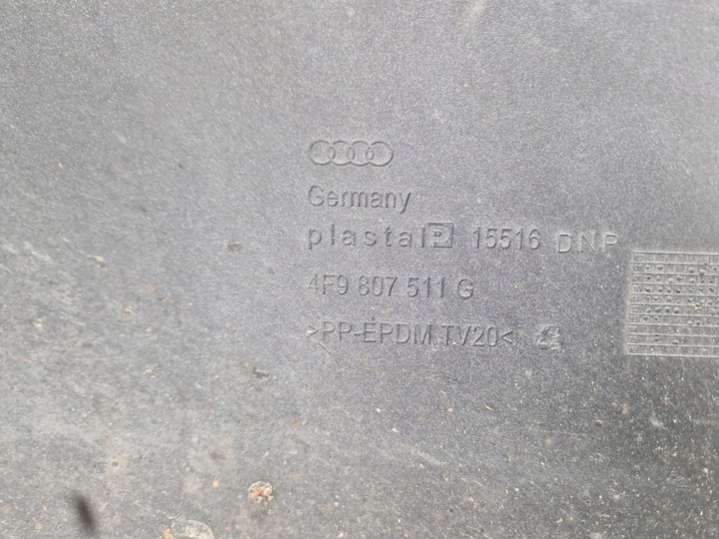 Germany
plastal P 15516 DNP
4F9 807 511 G
>PP-EPDM TV20<